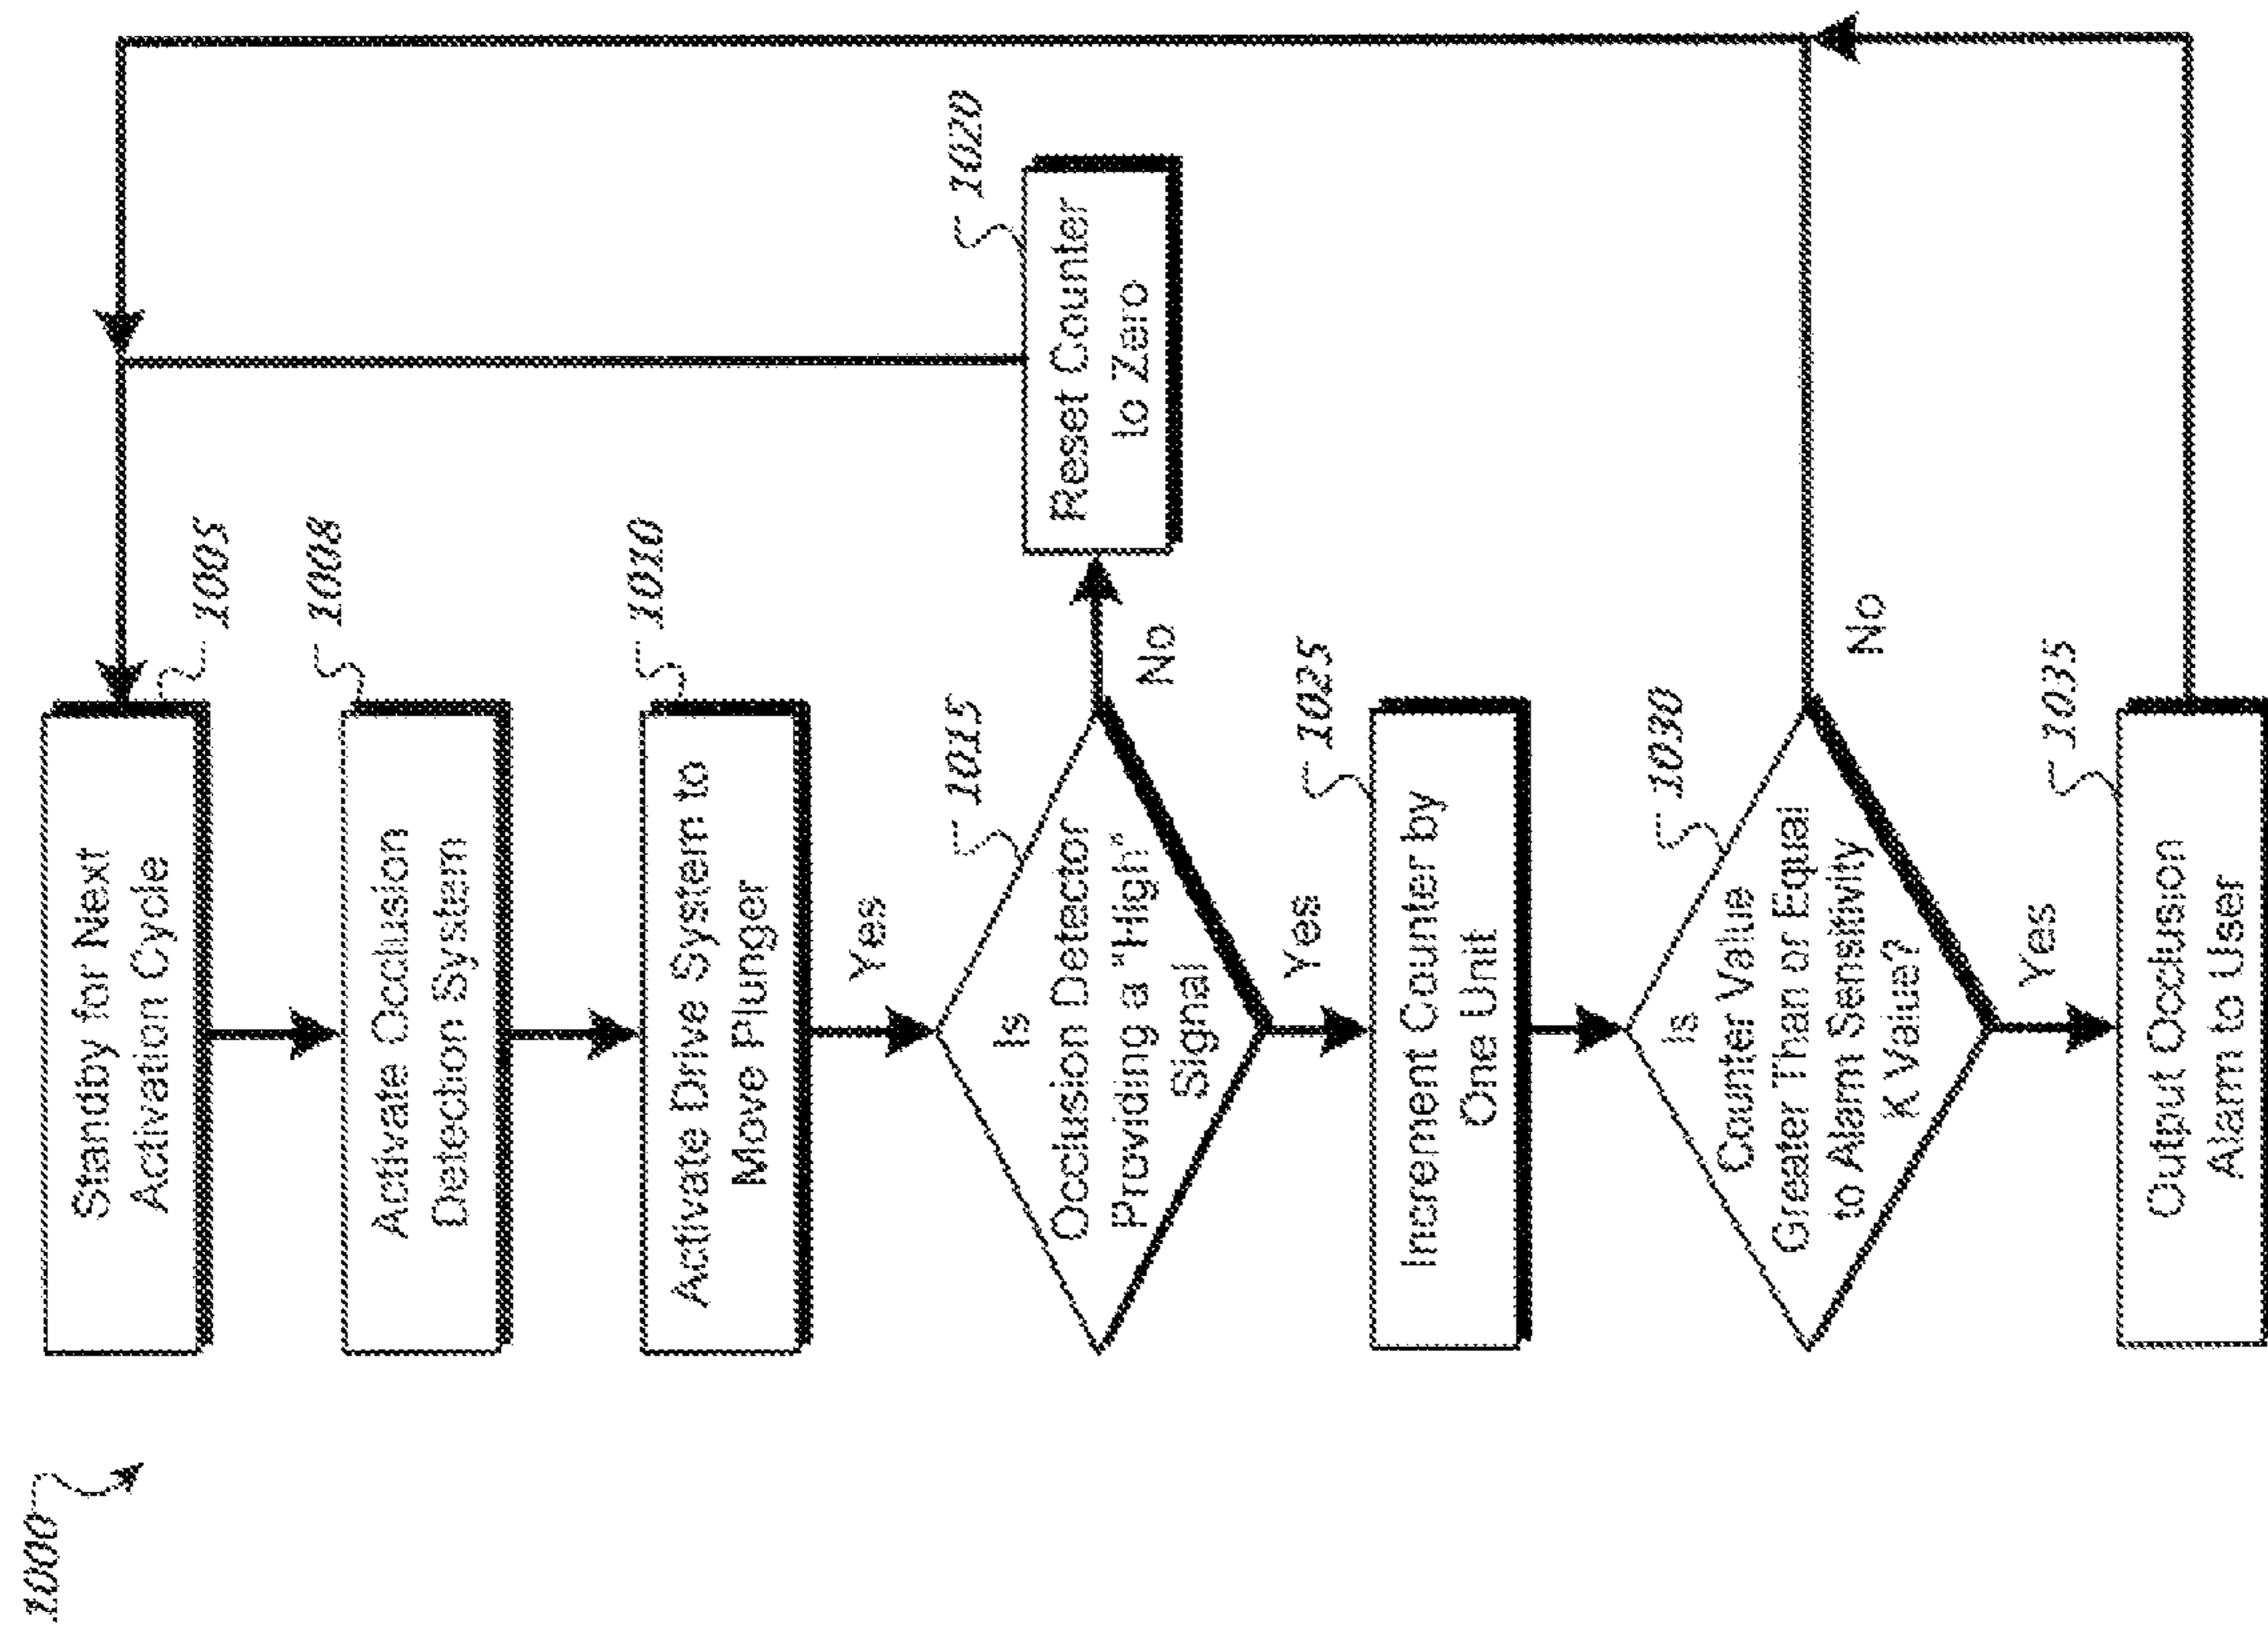 1000
Standby for Next
Activation Cycle
1005
Activate Occlusion
Detection System
1008
Activate Drive System to
Move Plunger
1010
Yes
Is
Occlusion Detector
Providing a "High"
Signal
1015
No
Reset Counter
to Zero
1020
Yes
Increment Counter by
One Unit
1025
Is
Counter Value
Greater Than or Equal
to Alarm Sensitivity
K Value?
1030
No
Yes
Output Occlusion
Alarm to User
1035